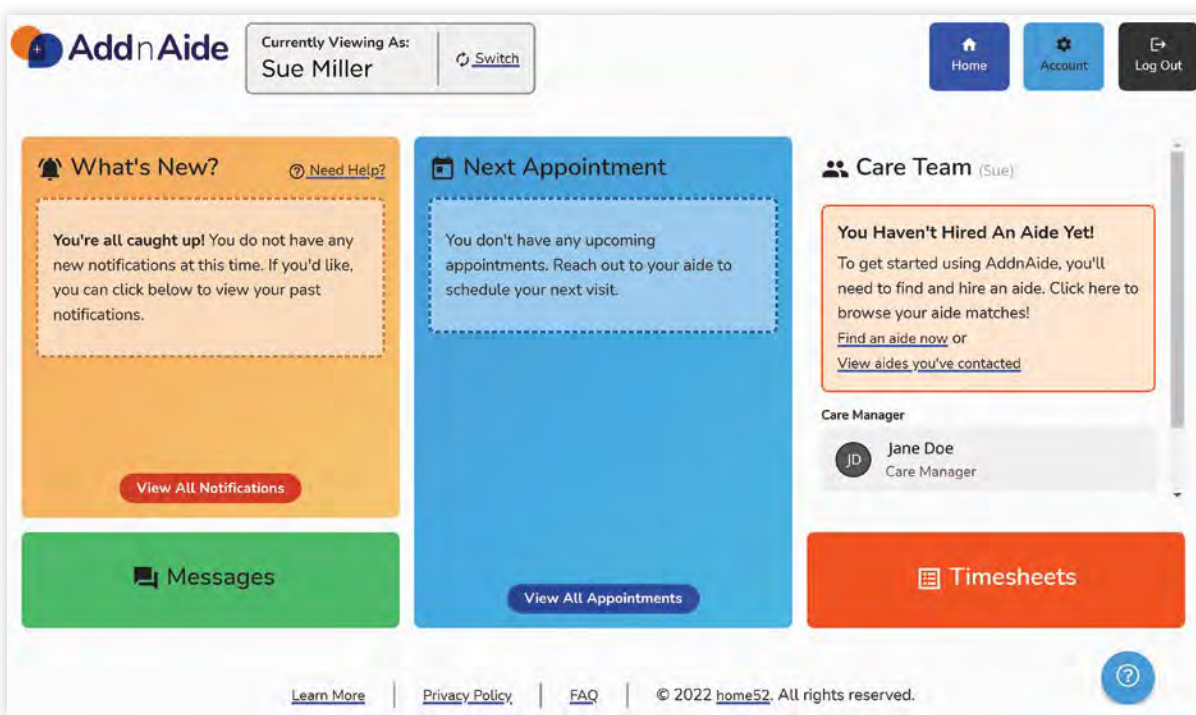 AddnAide
Currently Viewing As:
Sue Miller
Switch
Home
Account
Log Out
What's New?
Need Help?
You're all caught up! You do not have any
new notifications at this time. If you'd like,
you can click below to view your past
notifications.
View All Notifications
Messages
Next Appointment
You don't have any upcoming
appointments. Reach out to your aide to
schedule your next visit.
View All Appointments
Care Team (Sue)
You Haven't Hired An Aide Yet!
To get started using AddnAide, you'll
need to find and hire an aide. Click here to
browse your aide matches!
Find an aide now or
View aides you've contacted
Care Manager
JD
Jane Doe
Care Manager
Timesheets
Learn More | Privacy Policy | FAQ | © 2022 home52. All rights reserved.